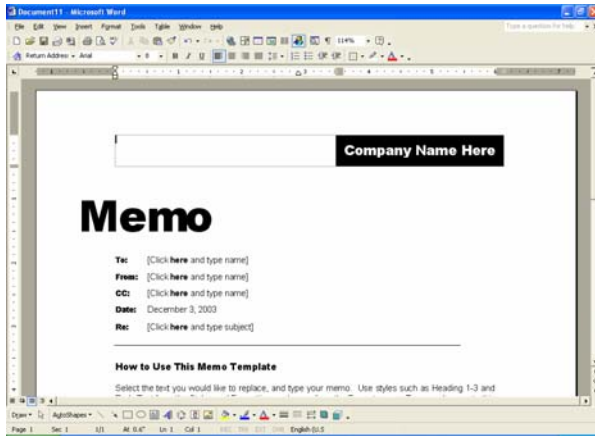 Document11 - Microsoft Word
File Edit View Insert Format Tools Table Window Help Type a question for help
114%
Return Address Arial 8 B I U
Company Name Here
Memo
To: [Click here and type name]
From: [Click here and type name]
CC: [Click here and type name]
Date: December 3, 2003
Re: [Click here and type subject]
How to Use This Memo Template
Select the text you would like to replace, and type your memo. Use styles such as Heading 1-3 and
Draw AutoShapes
Page 1 Sec 1 1/1 At 0.6" Ln 1 Col 1 REC TRK EXT OVR English (U.S